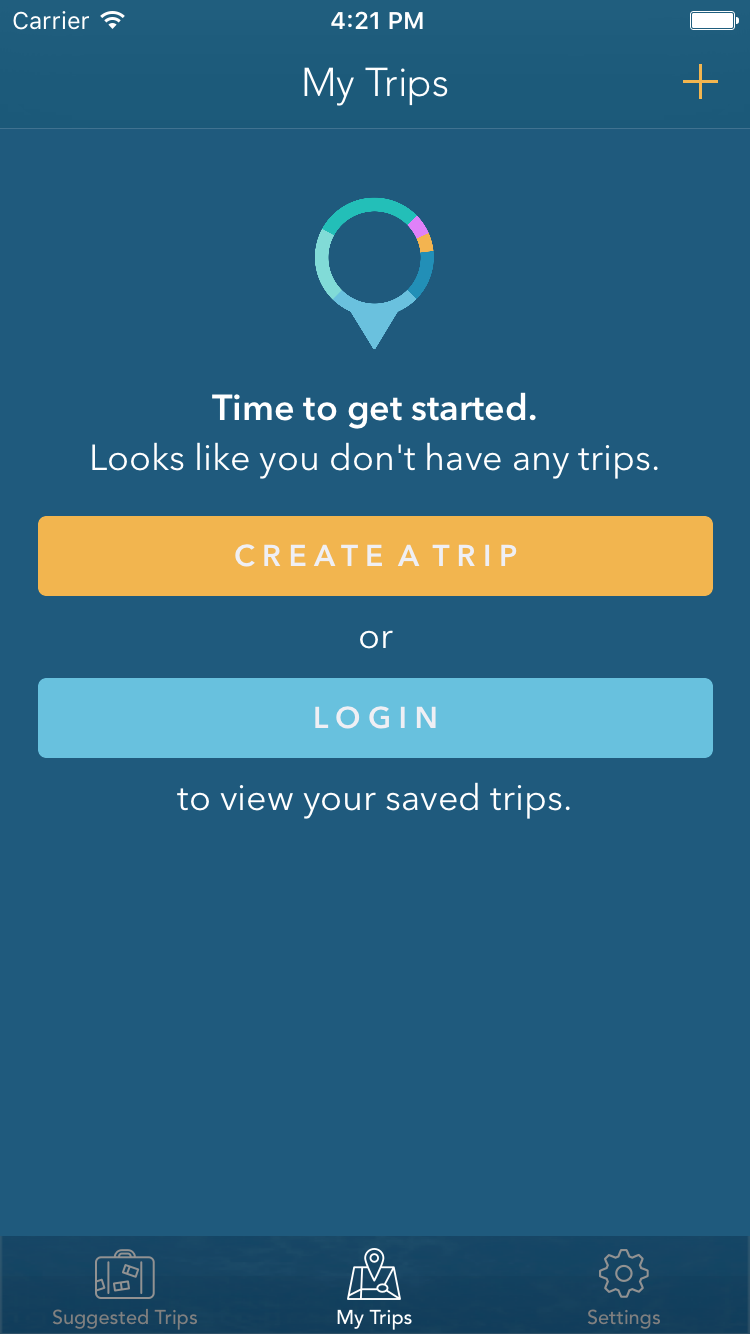 Carrier 4:21 PM
My Trips
Time to get started.
Looks like you don't have any trips.
CREATE A TRIP
or
LOGIN
to view your saved trips.
Suggested Trips My Trips Settings